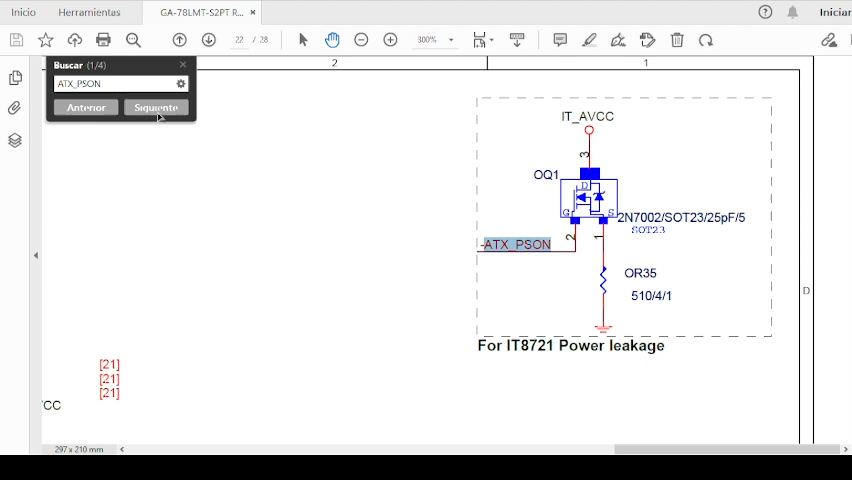 Inicio
Herramientas
GA-78LMT-S2PT R... ×
Iniciar
22 / 28
300%
Buscar (1/4)
ATX_PSON
Anterior
Siguiente
2
1
IT_AVCC
3
OQ1
D
G
S
2N7002/SOT23/25pF/5
SOT23
2
1
-ATX_PSON
OR35
510/4/1
D
For IT8721 Power leakage
[21]
[21]
[21]
VCC
297 x 210 mm